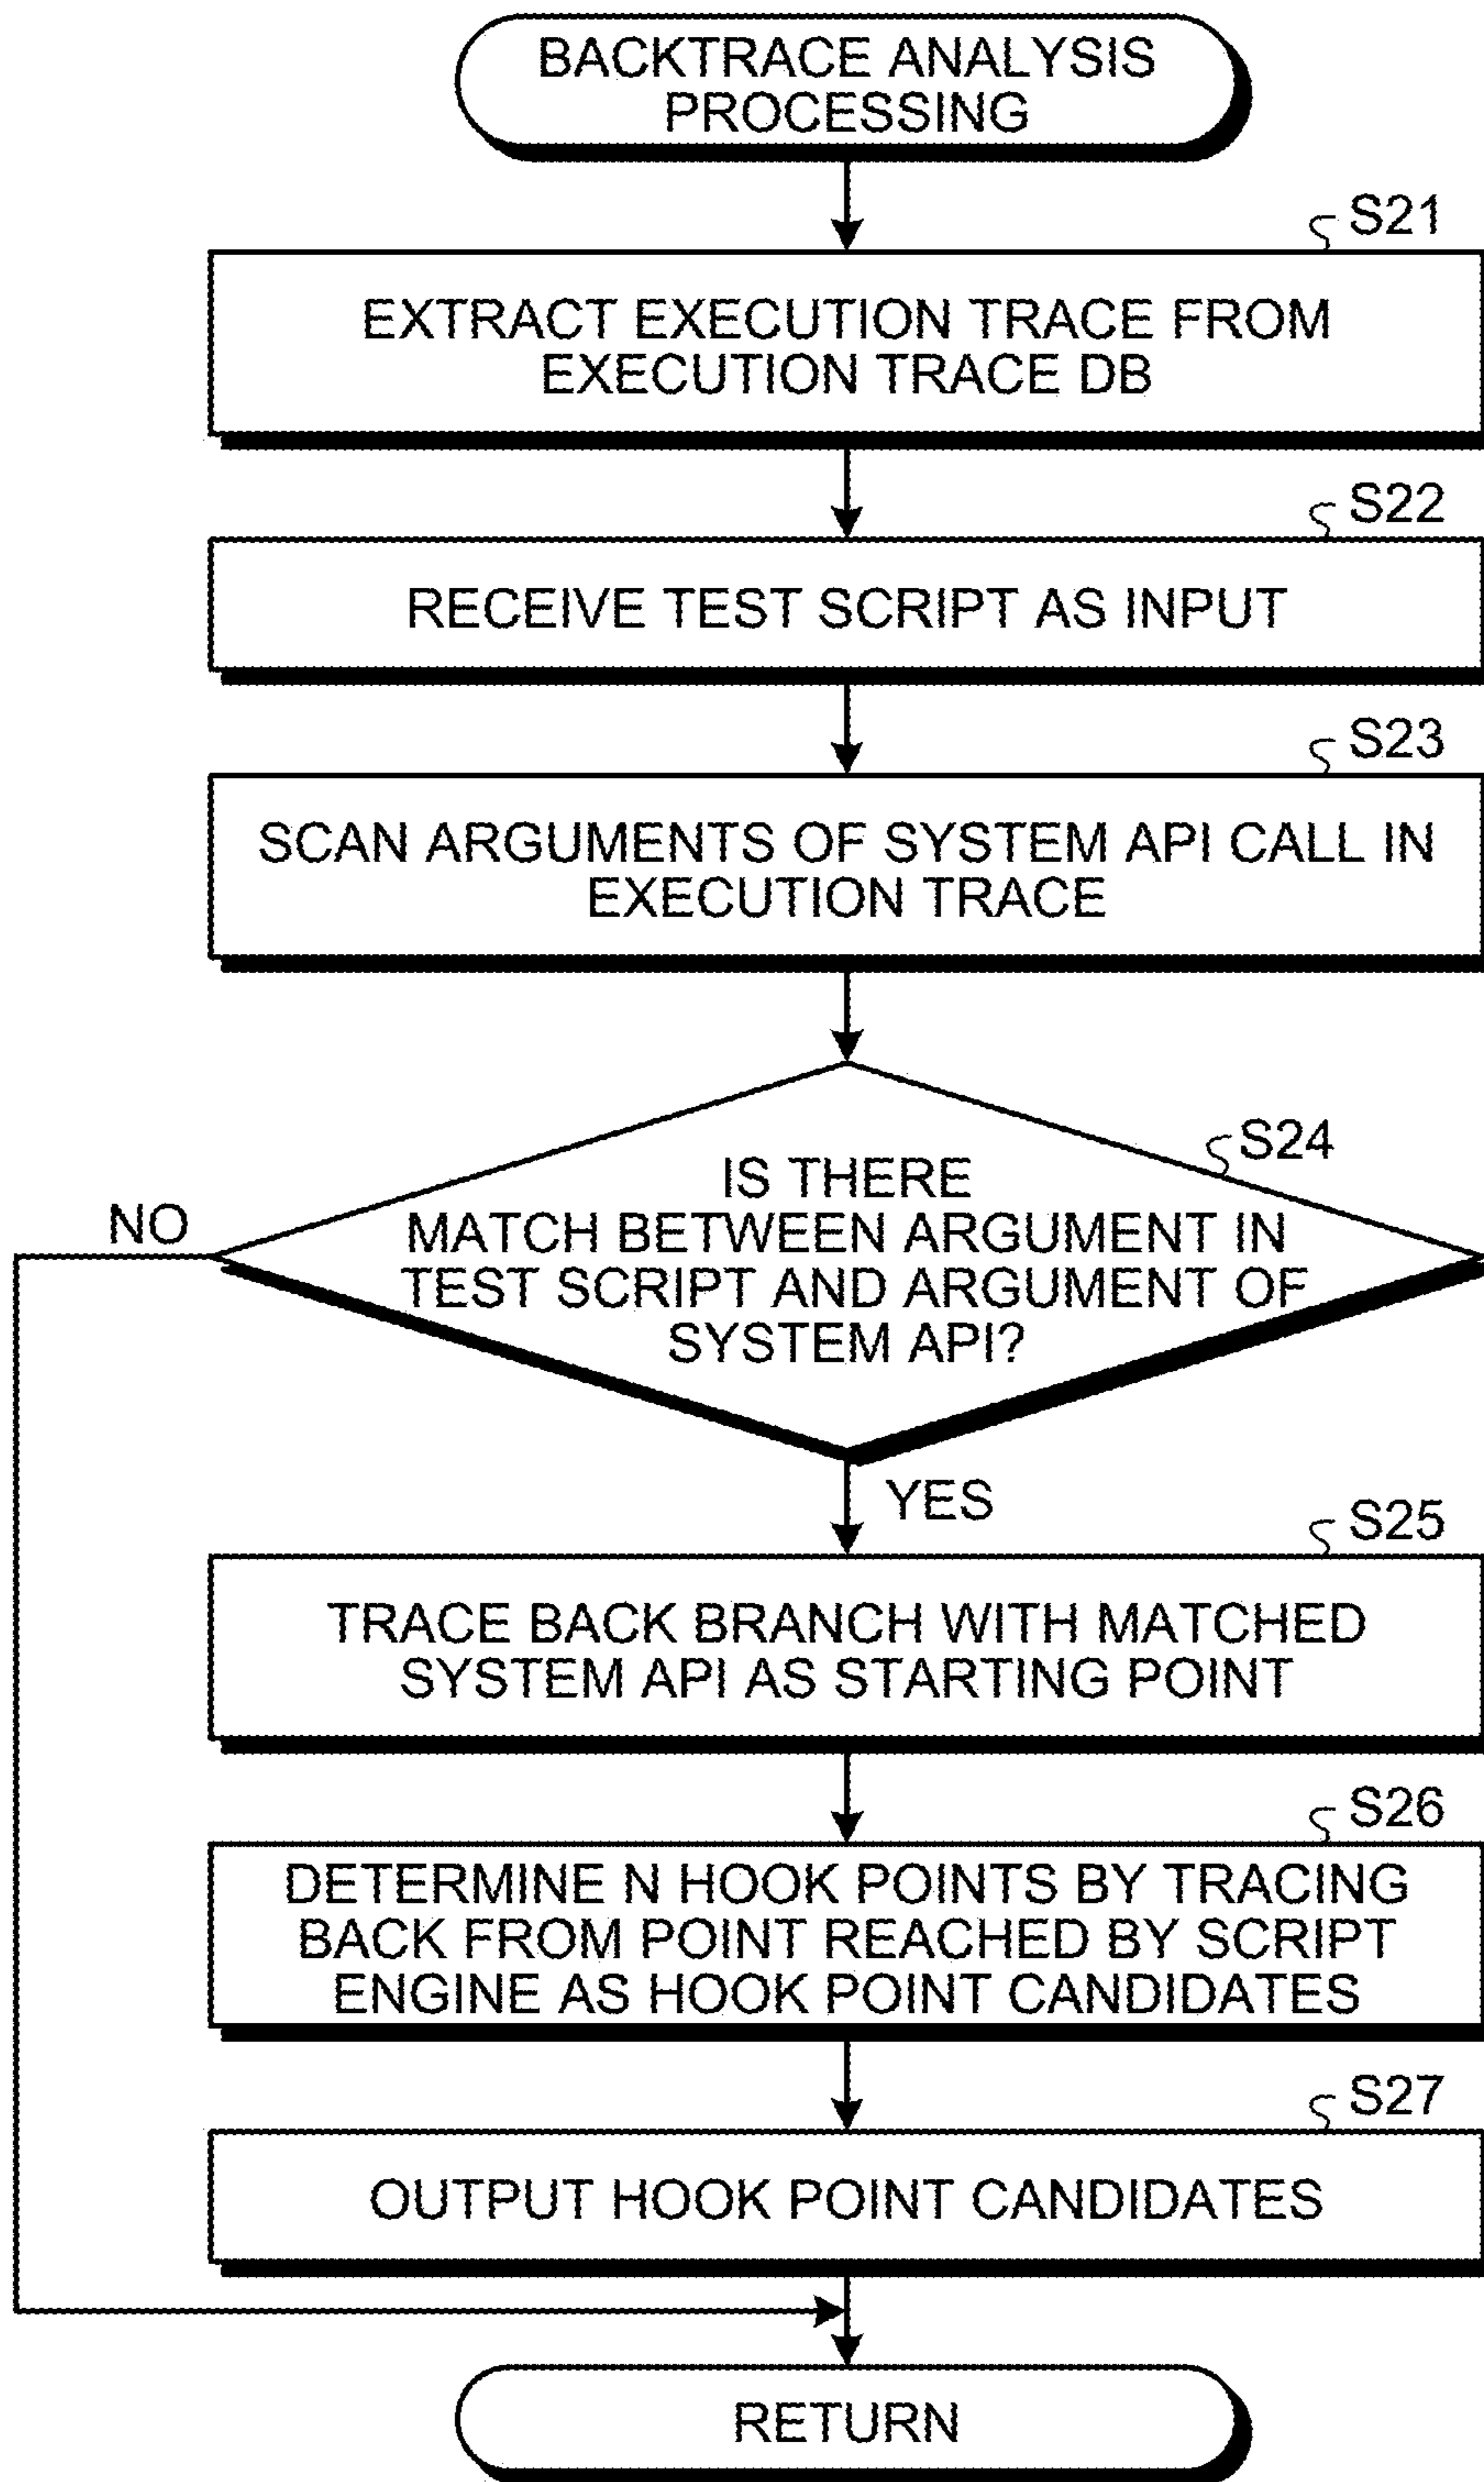 BACKTRACE ANALYSIS
PROCESSING
S21
EXTRACT EXECUTION TRACE FROM
EXECUTION TRACE DB
S22
RECEIVE TEST SCRIPT AS INPUT
S23
SCAN ARGUMENTS OF SYSTEM API CALL IN
EXECUTION TRACE
S24
IS THERE
MATCH BETWEEN ARGUMENT IN
TEST SCRIPT AND ARGUMENT OF
SYSTEM API?
NO
YES
S25
TRACE BACK BRANCH WITH MATCHED
SYSTEM API AS STARTING POINT
S26
DETERMINE N HOOK POINTS BY TRACING
BACK FROM POINT REACHED BY SCRIPT
ENGINE AS HOOK POINT CANDIDATES
S27
OUTPUT HOOK POINT CANDIDATES
RETURN